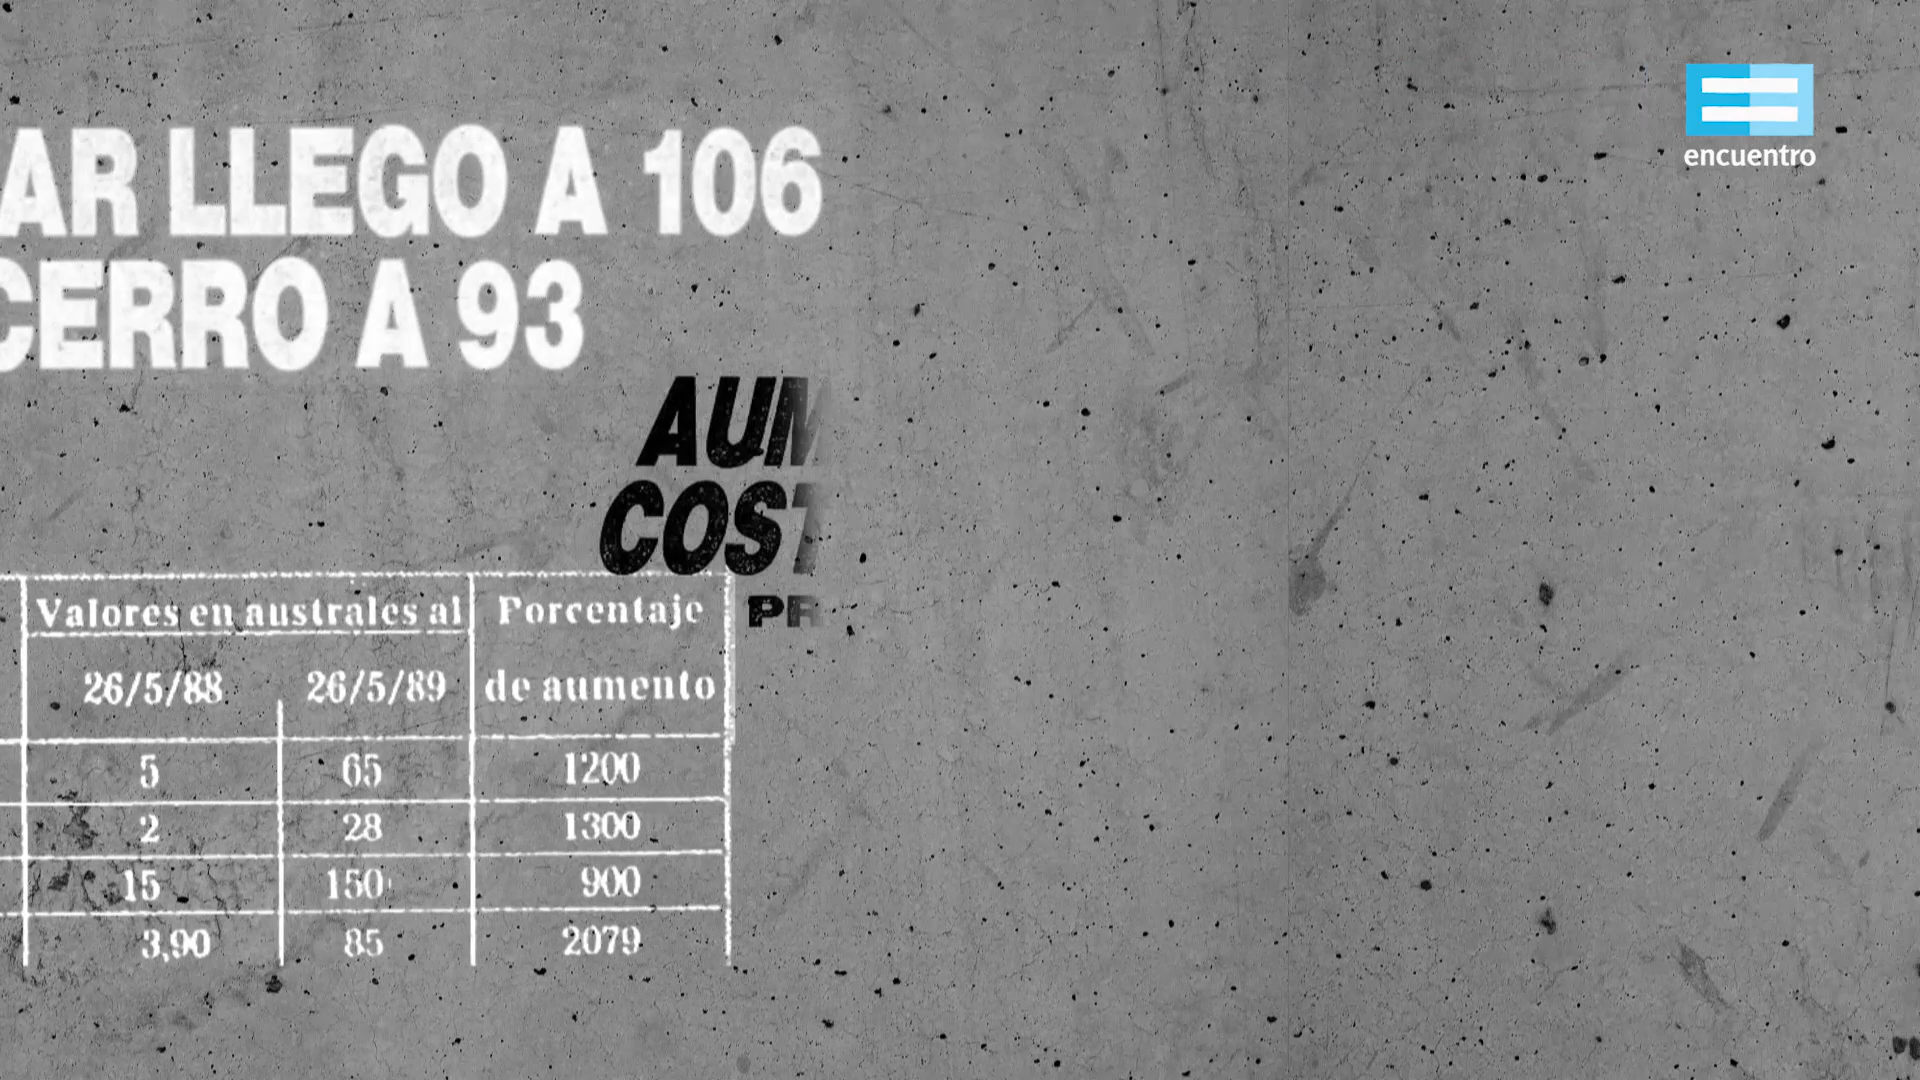 AR LLEGO A 106
CERRO A 93
encuentro
AUM
COST
PR
Valores en australes al Porcentaje
26/5/88 26/5/89 de aumento
5 65 1200
2 28 1300
15 150 900
3,90 85 2079